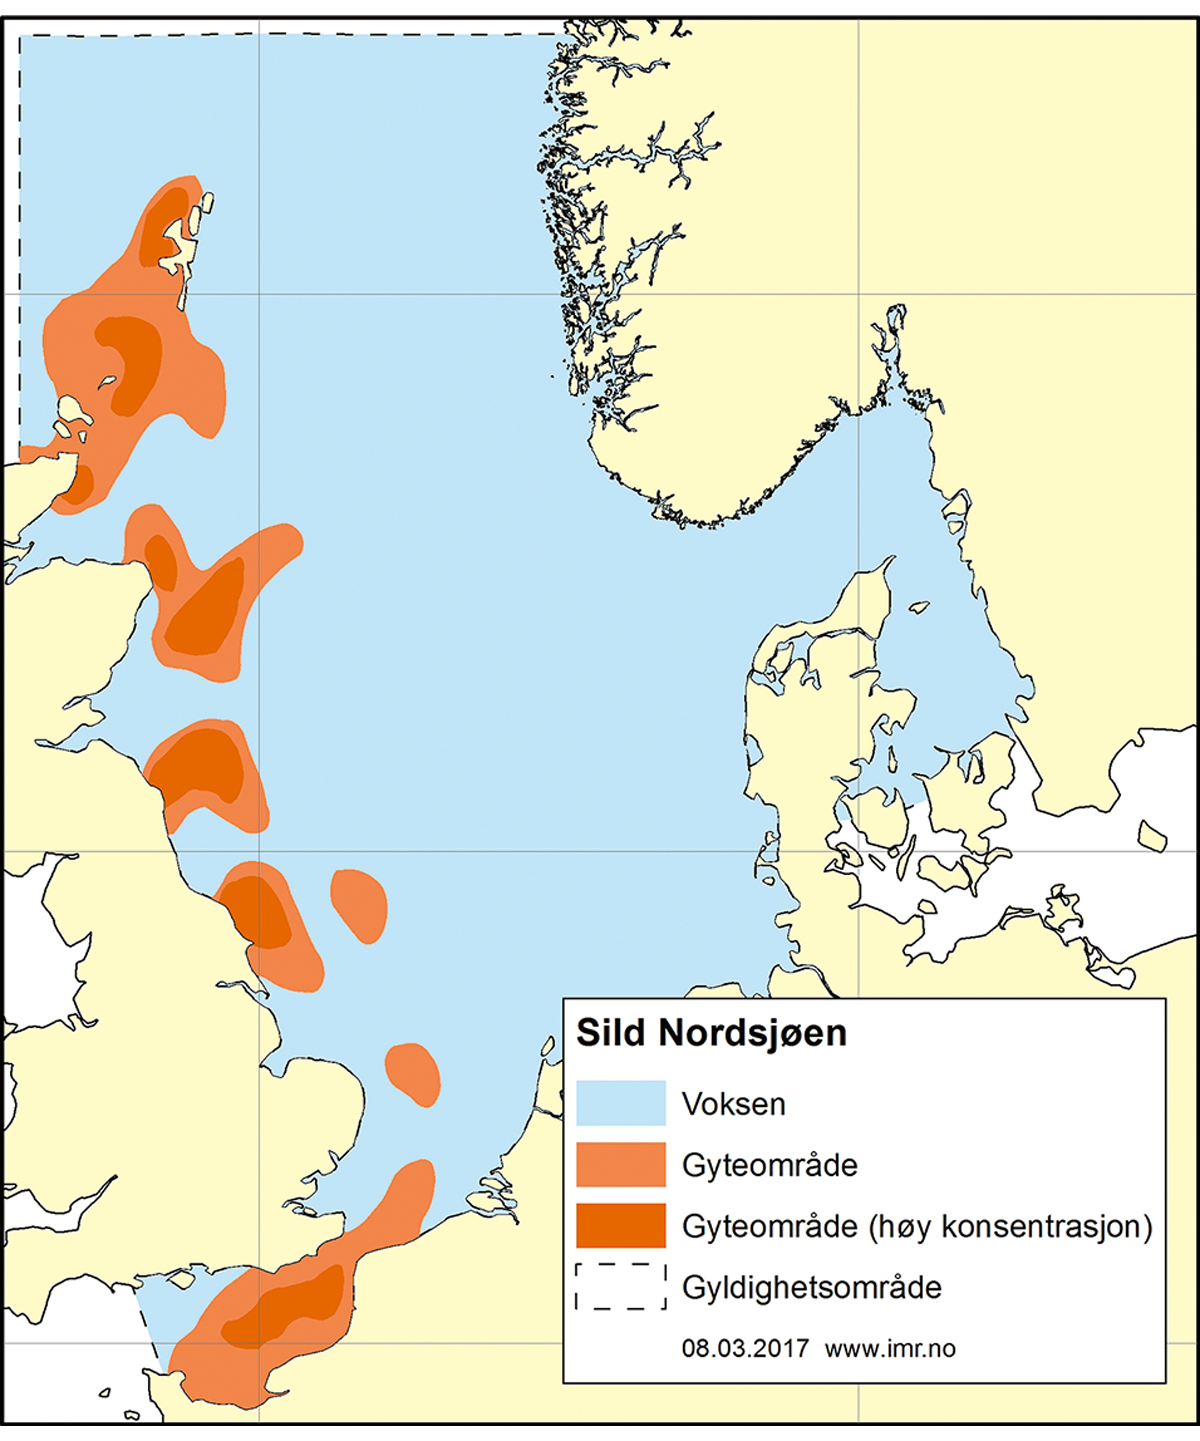 Sild Nordsjøen
Voksen
Gyteområde
Gyteområde (høy konsentrasjon)
Gyldighetsområde
08.03.2017 www.imr.no